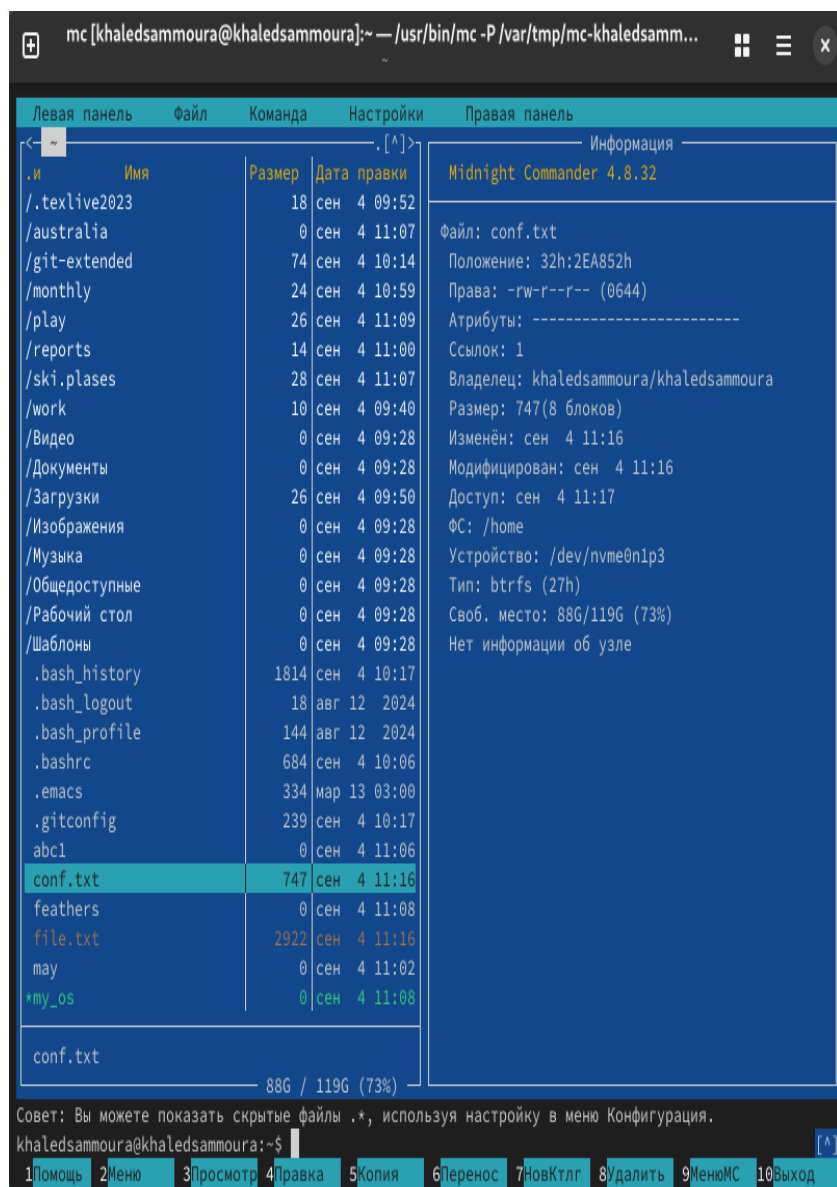 mc [khaledsammoura@khaledsammoura]:~ — /usr/bin/mc -P /var/tmp/mc-khaledsamm...
~
Левая панель Файл Команда Настройки Правая панель
<- ~ .[^]>
.и Имя Размер Дата правки
/.texlive2023 18 сен 4 09:52
/australia 0 сен 4 11:07
/git-extended 74 сен 4 10:14
/monthly 24 сен 4 10:59
/play 26 сен 4 11:09
/reports 14 сен 4 11:00
/ski.plases 28 сен 4 11:07
/work 10 сен 4 09:40
/Видео 0 сен 4 09:28
/Документы 0 сен 4 09:28
/Загрузки 26 сен 4 09:50
/Изображения 0 сен 4 09:28
/Музыка 0 сен 4 09:28
/Общедоступные 0 сен 4 09:28
/Рабочий стол 0 сен 4 09:28
/Шаблоны 0 сен 4 09:28
.bash_history 1814 сен 4 10:17
.bash_logout 18 авг 12 2024
.bash_profile 144 авг 12 2024
.bashrc 684 сен 4 10:06
.emacs 334 мар 13 03:00
.gitconfig 239 сен 4 10:17
abc1 0 сен 4 11:06
conf.txt 747 сен 4 11:16
feathers 0 сен 4 11:08
file.txt 2922 сен 4 11:16
may 0 сен 4 11:02
*my_os 0 сен 4 11:08
conf.txt
88G / 119G (73%)
Информация
Midnight Commander 4.8.32
Файл: conf.txt
Положение: 32h:2EA852h
Права: -rw-r--r-- (0644)
Атрибуты: -------------------------
Ссылок: 1
Владелец: khaledsammoura/khaledsammoura
Размер: 747(8 блоков)
Изменён: сен 4 11:16
Модифицирован: сен 4 11:16
Доступ: сен 4 11:17
ФС: /home
Устройство: /dev/nvme0n1p3
Тип: btrfs (27h)
Своб. место: 88G/119G (73%)
Нет информации об узле
Совет: Вы можете показать скрытые файлы .*, используя настройку в меню Конфигурация.
khaledsammoura@khaledsammoura:~$ [^]
1Помощь 2Меню 3Просмотр 4Правка 5Копия 6Перенос 7НовКтлг 8Удалить 9МенюMC 10Выход